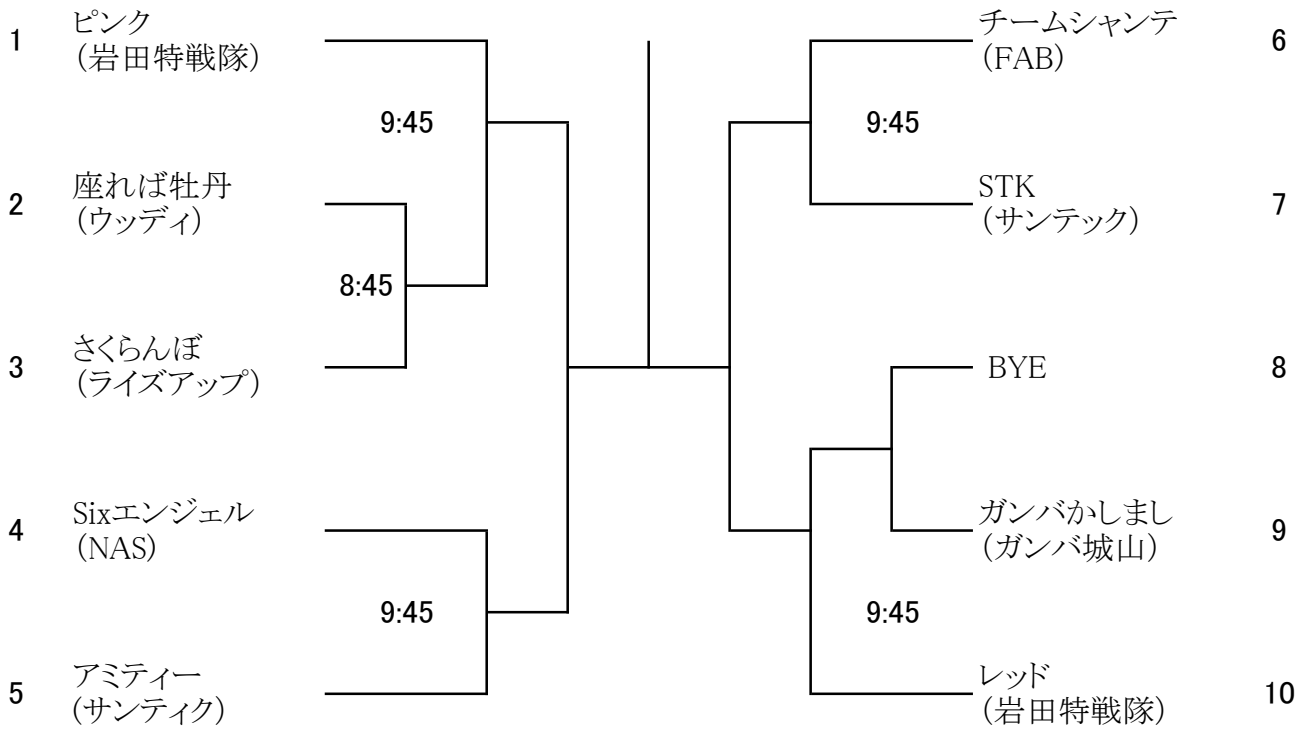 1
ピンク
（岩田特戦隊）
9:45
2
座れば牡丹
（ウッディ）
8:45
3
さくらんぼ
（ライズアップ）
4
Sixエンジェル
（NAS）
9:45
5
アミティー
（サンティク）
チームシャンテ
（FAB）
6
9:45
STK
（サンテック）
7
BYE
8
ガンバかしまし
（ガンバ城山）
9
9:45
レッド
（岩田特戦隊）
10